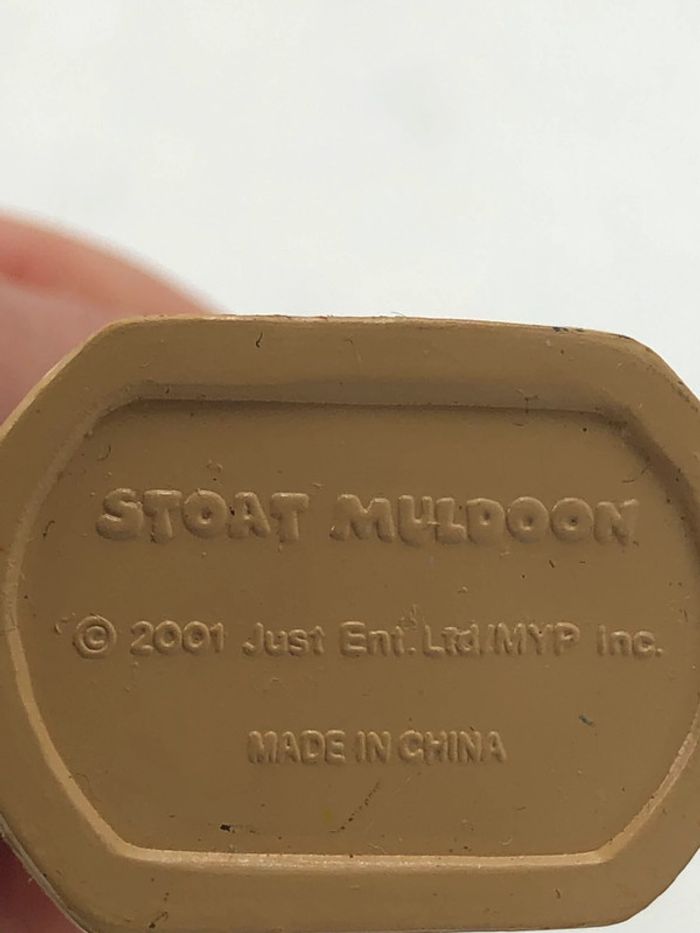 STOAT MULDOON
© 2001 Just Ent. Ltd./MYP Inc.
MADE IN CHINA